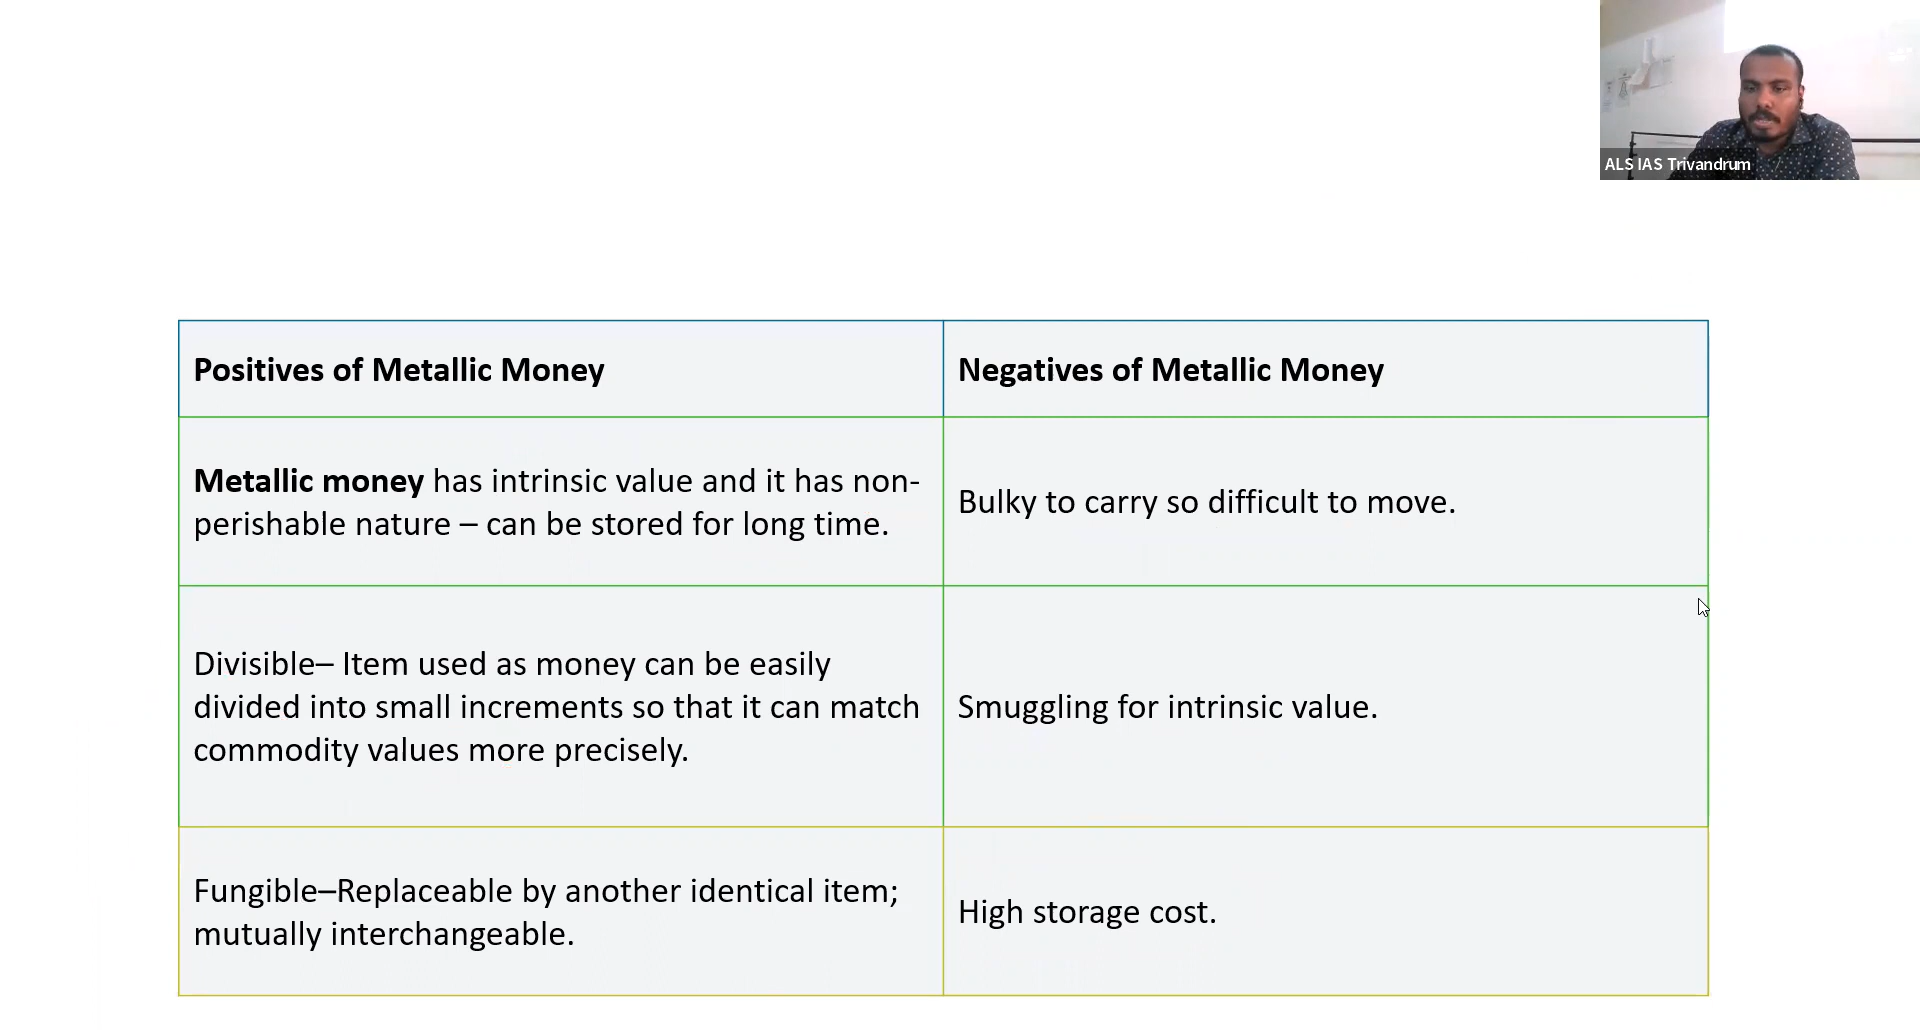 ALS IAS Trivandrum
Positives of Metallic Money
Negatives of Metallic Money
Metallic money has intrinsic value and it has non-
perishable nature – can be stored for long time.
Bulky to carry so difficult to move.
Divisible– Item used as money can be easily
divided into small increments so that it can match
commodity values more precisely.
Smuggling for intrinsic value.
Fungible–Replaceable by another identical item;
mutually interchangeable.
High storage cost.